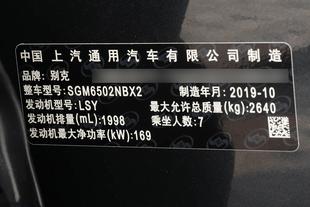 中国 上汽通用汽车有限公司制造
品牌：别克
整车型号：SGM6502NBX2 制造年月：2019-10
发动机型号：LSY 最大允许总质量(kg)：2640
发动机排量(mL)：1998 乘坐人数：7
发动机最大净功率(kW)：169